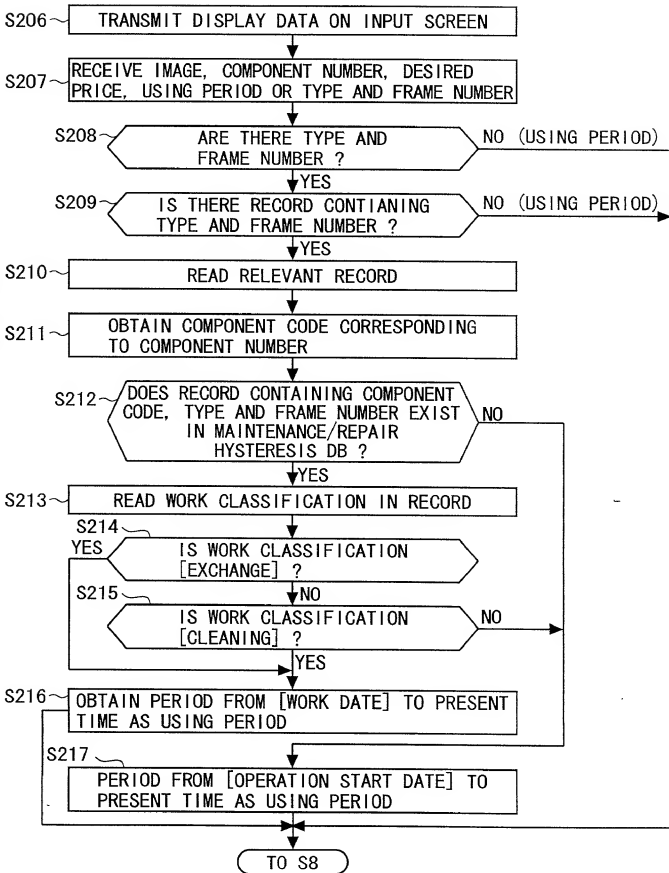 S206
TRANSMIT DISPLAY DATA ON INPUT SCREEN
S207
RECEIVE IMAGE, COMPONENT NUMBER, DESIRED
PRICE, USING PERIOD OR TYPE AND FRAME NUMBER
S208
ARE THERE TYPE AND
FRAME NUMBER ?
NO (USING PERIOD)
YES
S209
IS THERE RECORD CONTIANING
TYPE AND FRAME NUMBER ?
NO (USING PERIOD)
YES
S210
READ RELEVANT RECORD
S211
OBTAIN COMPONENT CODE CORRESPONDING
TO COMPONENT NUMBER
S212
DOES RECORD CONTAINING COMPONENT
CODE, TYPE AND FRAME NUMBER EXIST
IN MAINTENANCE/REPAIR
HYSTERESIS DB ?
NO
YES
S213
READ WORK CLASSIFICATION IN RECORD
S214
YES
IS WORK CLASSIFICATION
[EXCHANGE] ?
NO
S215
IS WORK CLASSIFICATION
[CLEANING] ?
NO
YES
S216
OBTAIN PERIOD FROM [WORK DATE] TO PRESENT
TIME AS USING PERIOD
S217
PERIOD FROM [OPERATION START DATE] TO
PRESENT TIME AS USING PERIOD
TO S8